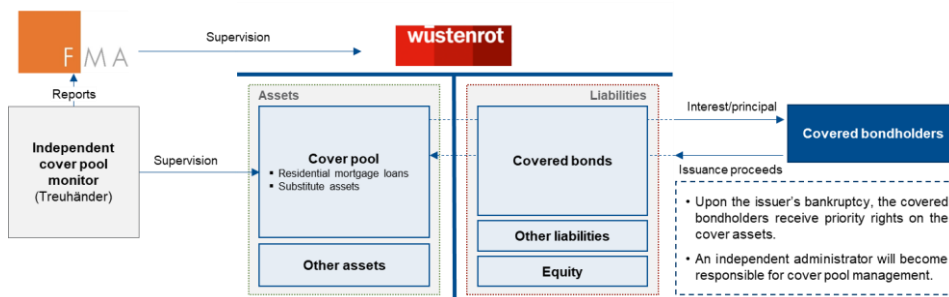 FMA
Supervision
wüstenrot
Reports
Assets
Liabilities
Interest/principal
Independent
cover pool
monitor
(Treuhänder)
Supervision
Cover pool
▪ Residential mortgage loans
▪ Substitute assets
Covered bonds
Covered bondholders
Issuance proceeds
Other assets
Other liabilities
Equity
• Upon the issuer's bankruptcy, the covered
bondholders receive priority rights on the
cover assets.
• An independent administrator will become
responsible for cover pool management.